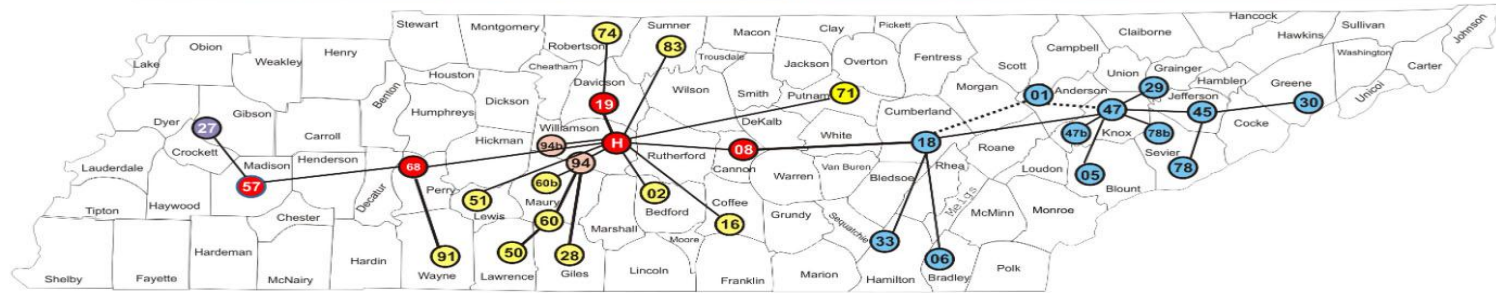 Stewart
Montgomery
Robertson
74
Sumner
83
Macon
Clay
Pickett
Fentress
Scott
Campbell
Claiborne
Hancock
Hawkins
Sullivan
Washington
Johnson
Carter
Unicoi
Lake
Obion
Weakley
Henry
Houston
Cheatham
Davidson
Trousdale
Jackson
Overton
Putnam
71
Morgan
Anderson
01
Union
Grainger
29
Hamblen
Jefferson
45
Greene
30
Cocke
Dyer
27
Gibson
Carroll
Benton
Humphreys
Dickson
19
Wilson
Smith
DeKalb
White
Cumberland
18
Roane
47
47b
Knox
78b
Sevier
78
Crockett
Lauderdale
Madison
57
Henderson
Decatur
68
Perry
Hickman
Williamson
94b
H
94
Rutherford
Cannon
08
Warren
Van Buren
Bledsoe
Rhea
Meigs
Loudon
05
Blount
Tipton
Haywood
Chester
51
Lewis
60b
Maury
60
02
Bedford
Coffee
16
Grundy
Sequatchie
33
McMinn
Monroe
Shelby
Fayette
Hardeman
McNairy
Hardin
91
Wayne
50
Lawrence
28
Giles
Marshall
Moore
Lincoln
Franklin
Marion
Hamilton
06
Bradley
Polk